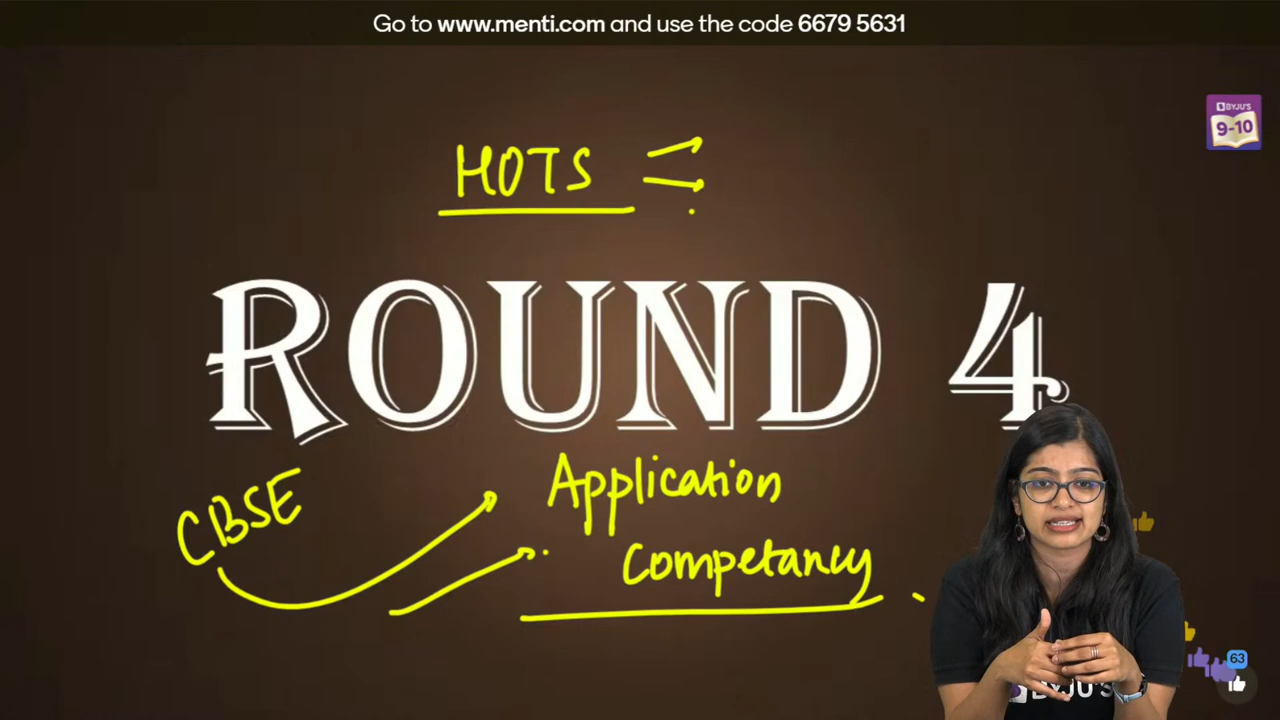 Go to www.menti.com and use the code 6679 5631
BYJU'S
9-10
HOTS
ROUND 4
CBSE
Application
Competancy
63
BYJU'S